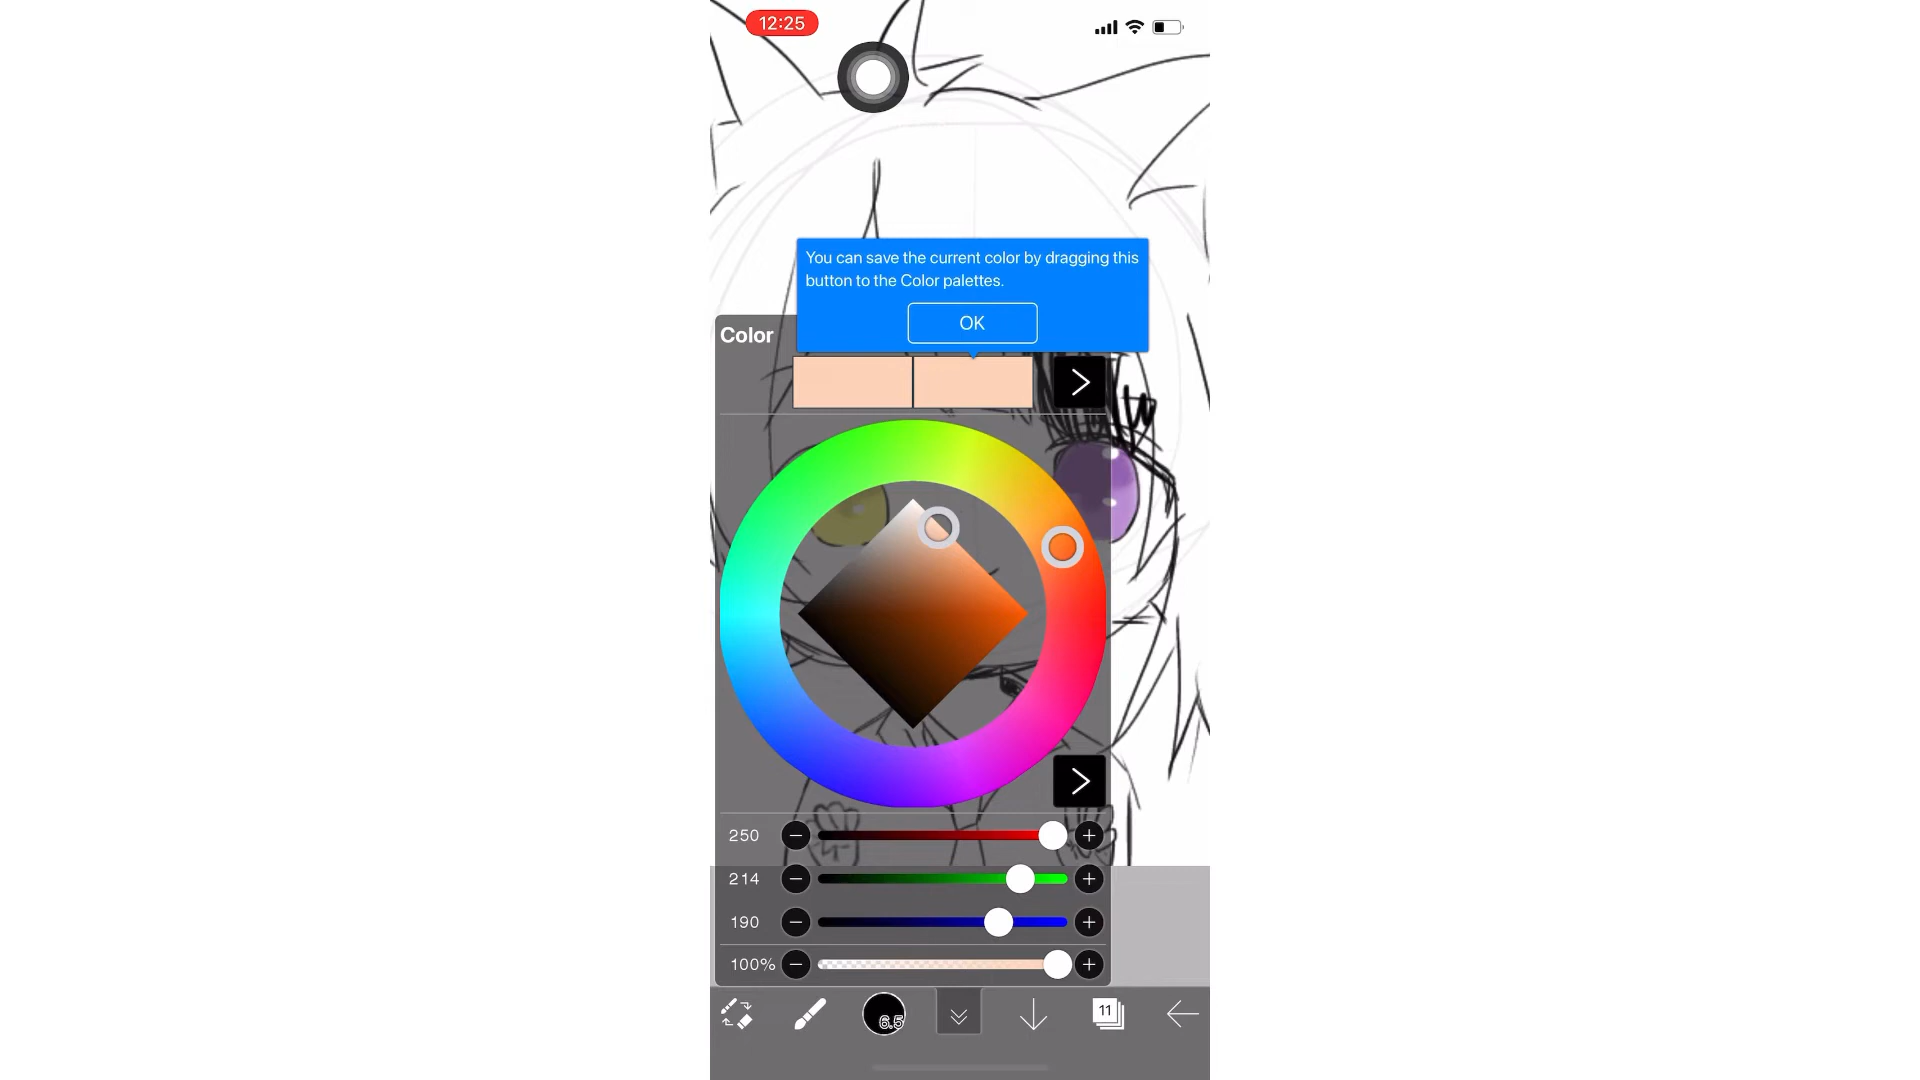 12:25
You can save the current color by dragging this
button to the Color palettes.
OK
Color
250
214
190
100%
6.5
11